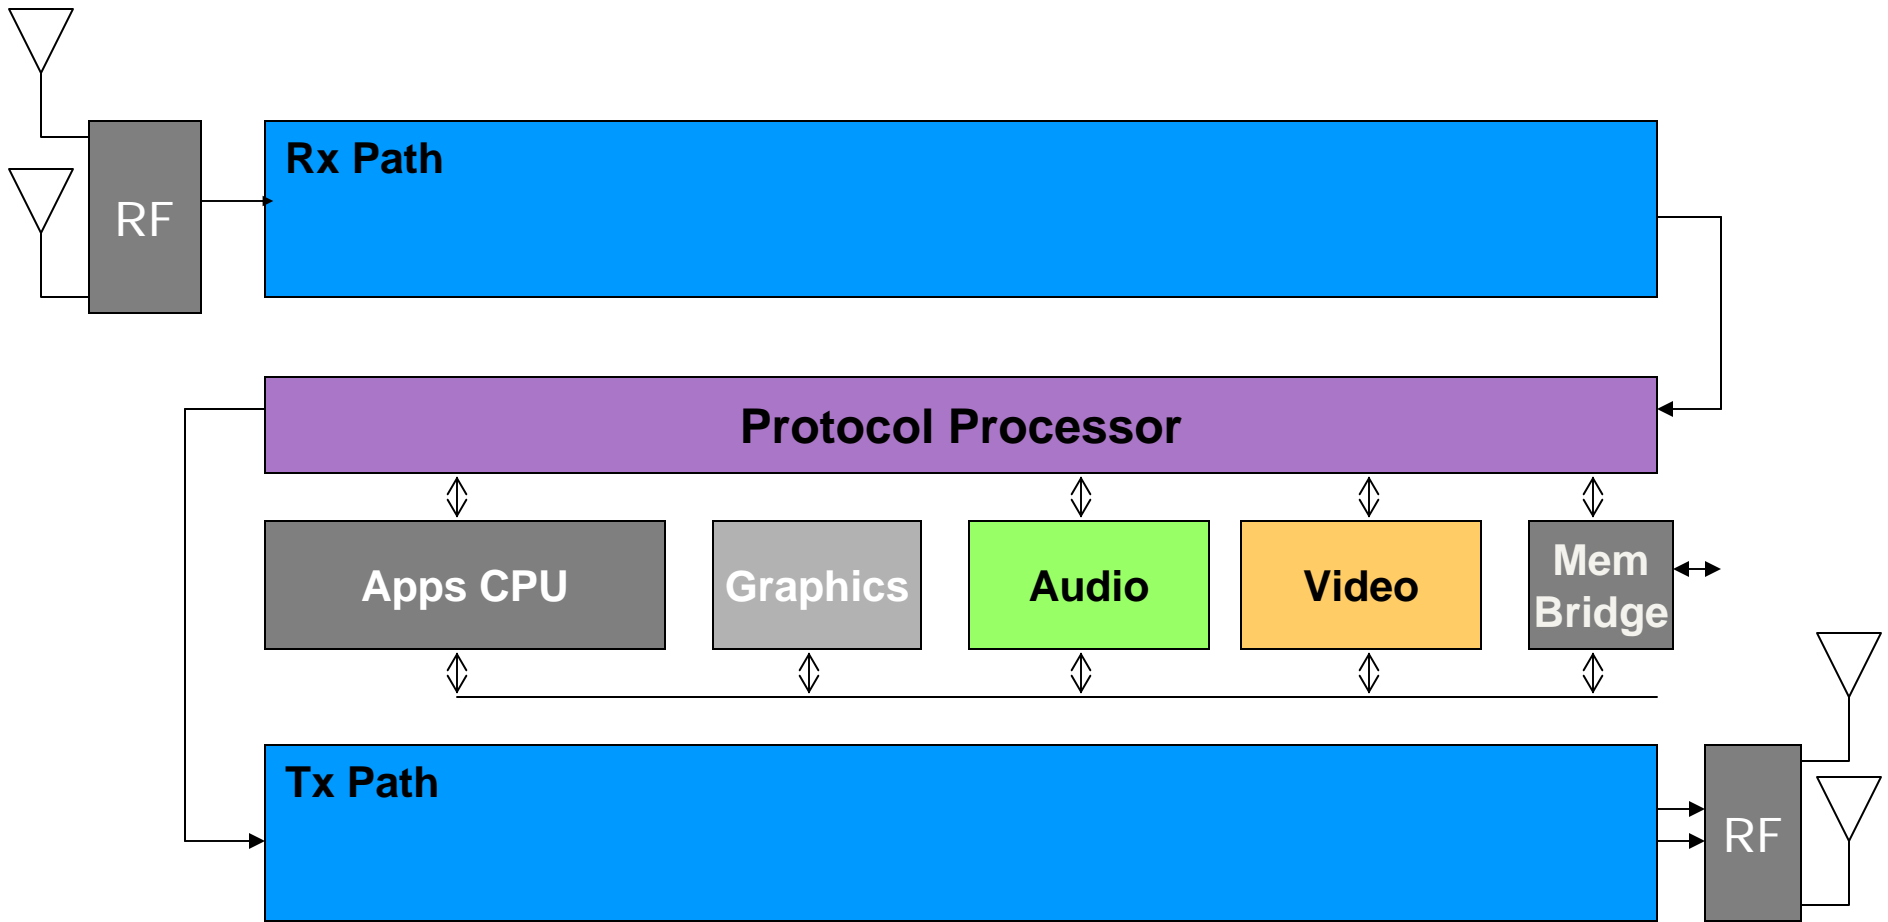 Rx Path
RF
Protocol Processor
Apps CPU
Graphics
Audio
Video
Mem
Bridge
Tx Path
RF